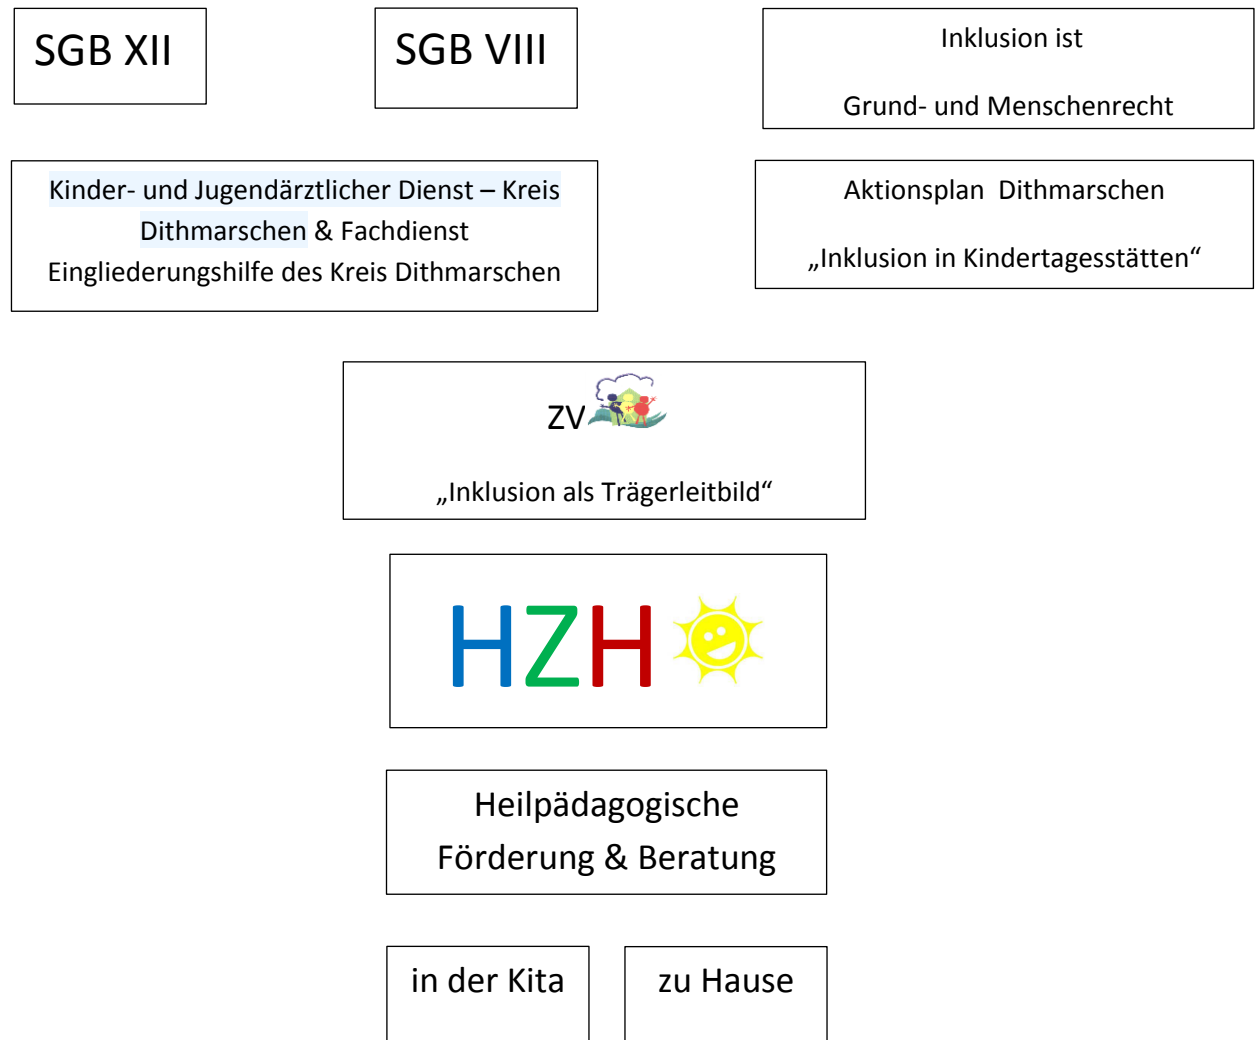 SGB XII
SGB VIII
Inklusion ist
Grund- und Menschenrecht
Kinder- und Jugendärztlicher Dienst – Kreis
Dithmarschen & Fachdienst
Eingliederungshilfe des Kreis Dithmarschen
Aktionsplan Dithmarschen
„Inklusion in Kindertagesstätten“
ZV
„Inklusion als Trägerleitbild“
HZH
Heilpädagogische
Förderung & Beratung
in der Kita
zu Hause